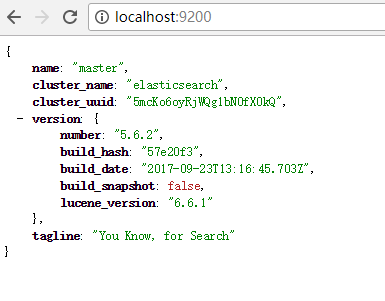 localhost:9200
{
name: "master",
cluster_name: "elasticsearch",
cluster_uuid: "5mcKo6oyRjWQg1bNOfXOkQ",
- version: {
number: "5.6.2",
build_hash: "57e20f3",
build_date: "2017-09-23T13:16:45.703Z",
build_snapshot: false,
lucene_version: "6.6.1"
},
tagline: "You Know, for Search"
}